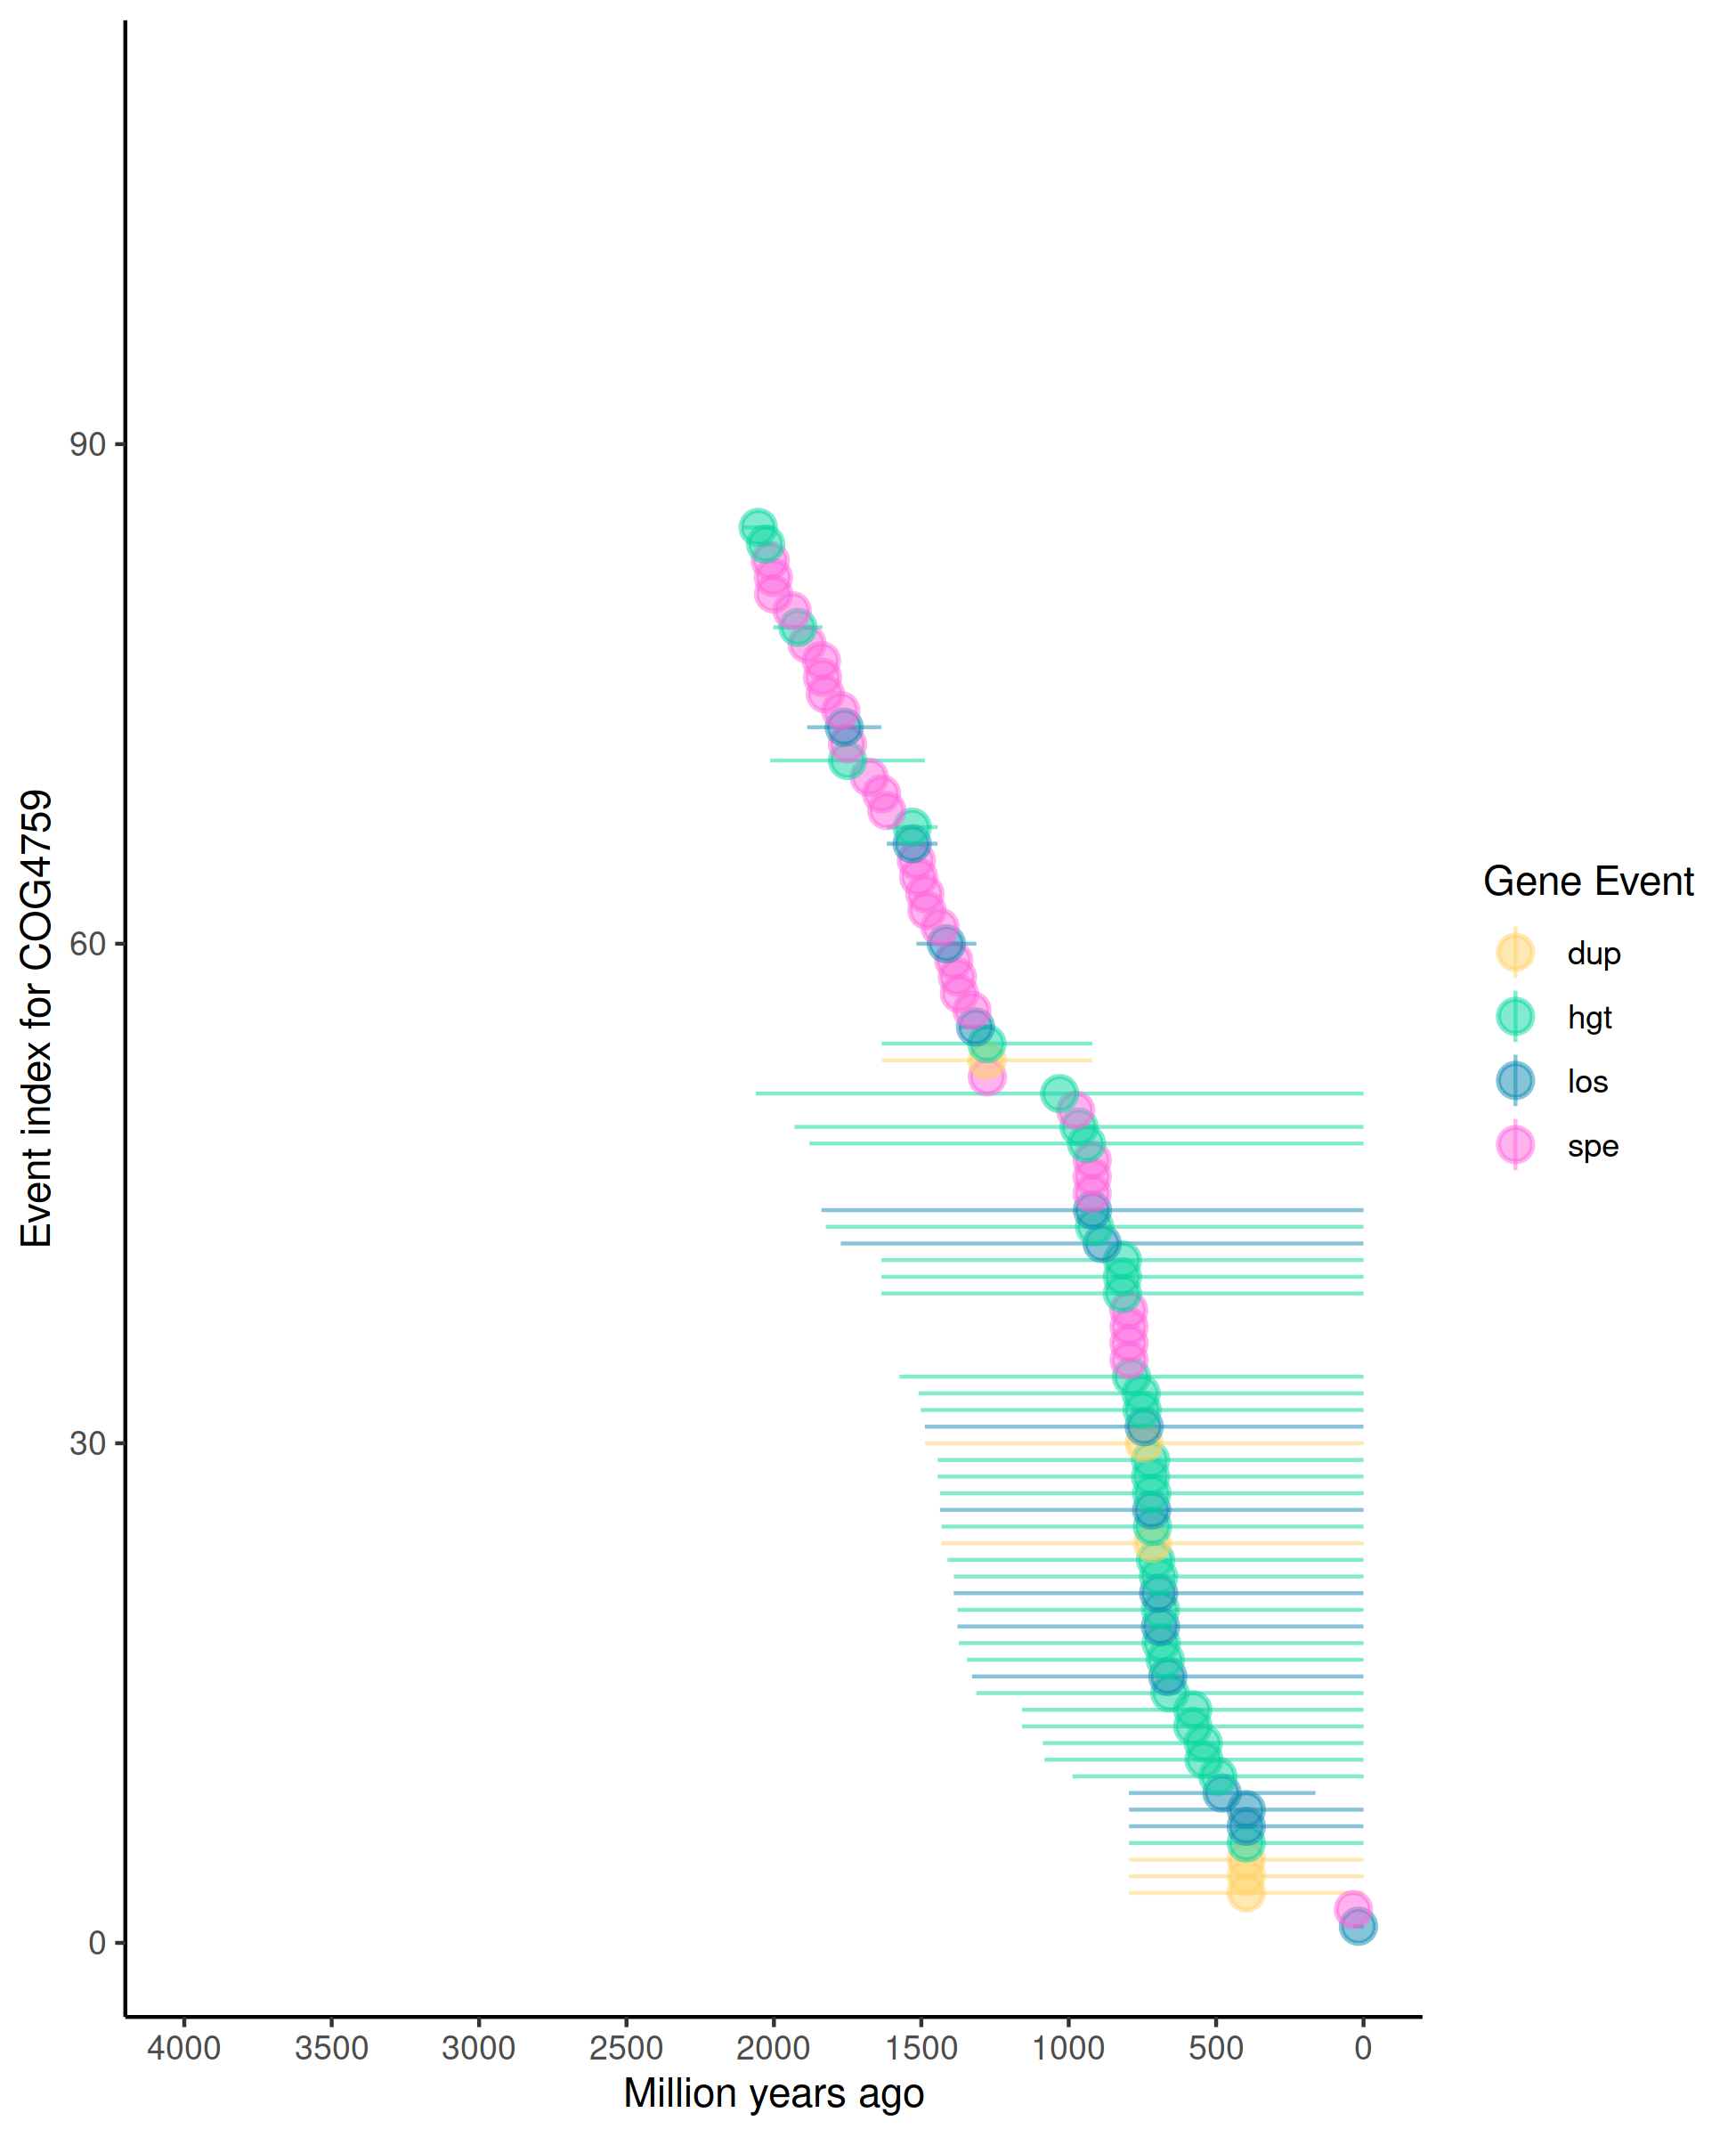 90
60
30
0
Event index for COG4759
4000 3500 3000 2500 2000 1500 1000 500 0
Million years ago
Gene Event
dup
hgt
los
spe